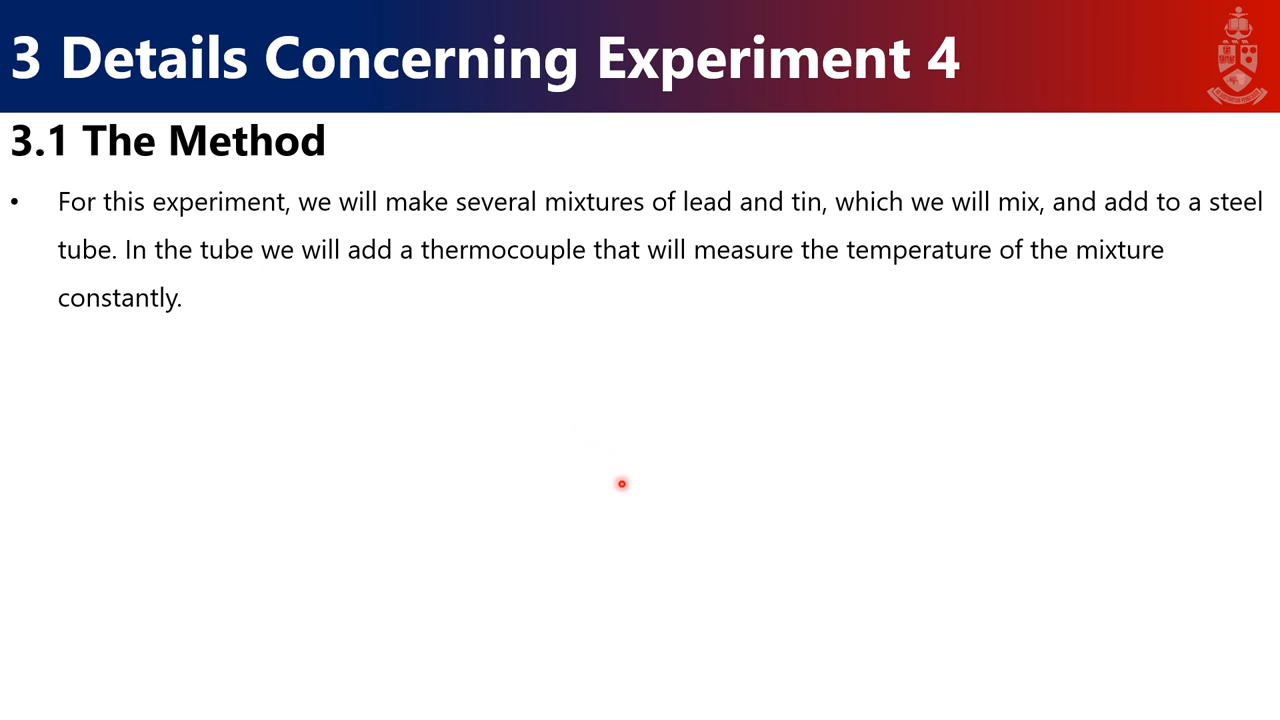 3 Details Concerning Experiment 4
3.1 The Method
• For this experiment, we will make several mixtures of lead and tin, which we will mix, and add to a steel
tube. In the tube we will add a thermocouple that will measure the temperature of the mixture
constantly.